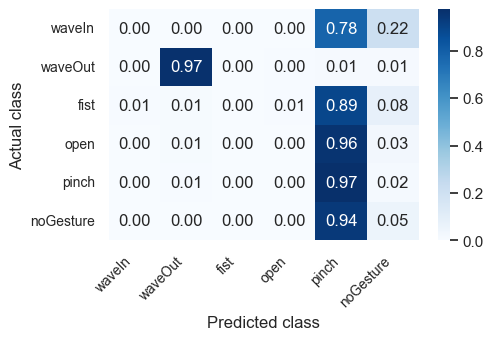 waveIn 0.00 0.00 0.00 0.00 0.78 0.22
waveOut 0.00 0.97 0.00 0.00 0.01 0.01
fist 0.01 0.01 0.00 0.01 0.89 0.08
open 0.00 0.01 0.00 0.00 0.96 0.03
pinch 0.00 0.01 0.00 0.00 0.97 0.02
noGesture 0.00 0.00 0.00 0.00 0.94 0.05
waveIn waveOut fist open pinch noGesture
Predicted class
Actual class
0.8
0.6
0.4
0.2
0.0